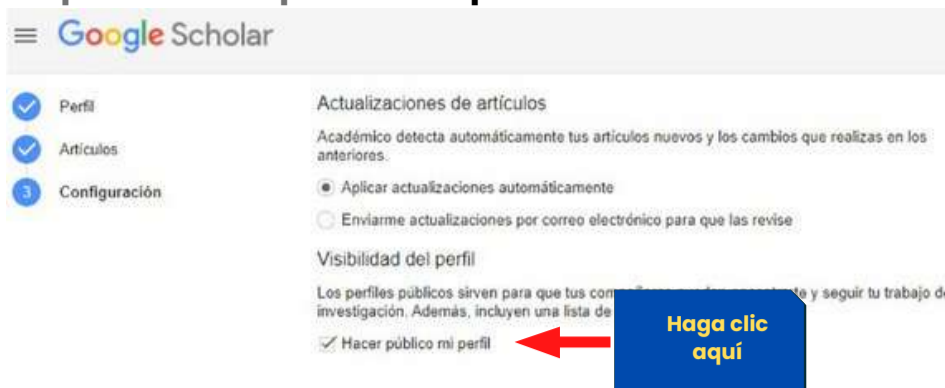 Google Scholar
Perfil
Artículos
3 Configuración
Actualizaciones de artículos
Académico detecta automáticamente tus artículos nuevos y los cambios que realizas en los
anteriores.
Aplicar actualizaciones automáticamente
Enviarme actualizaciones por correo electrónico para que las revise
Visibilidad del perfil
Los perfiles públicos sirven para que tus y seguir tu trabajo de
investigación. Además, incluyen una lista de
Hacer público mi perfil
Haga clic
aquí